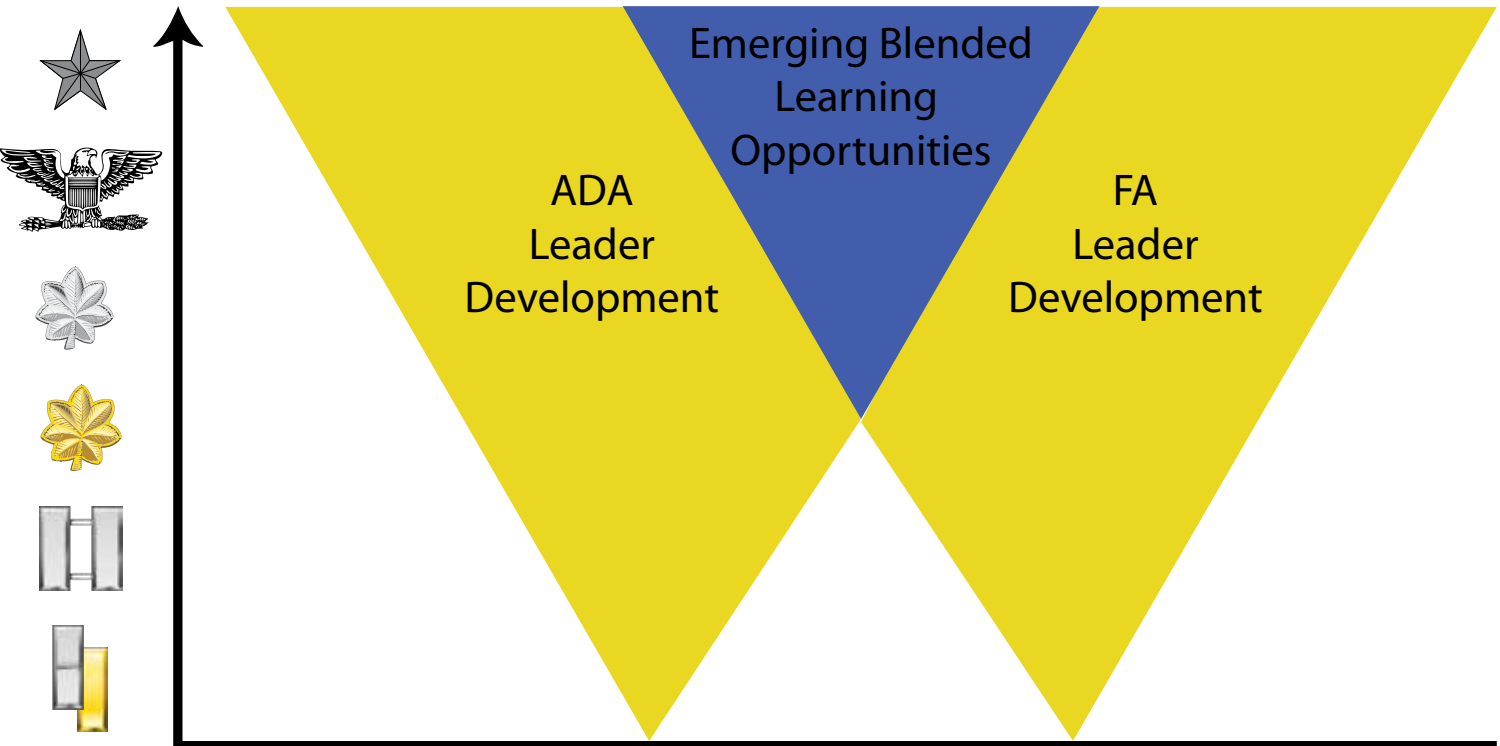 Emerging Blended
Learning
Opportunities
ADA
Leader
Development
FA
Leader
Development